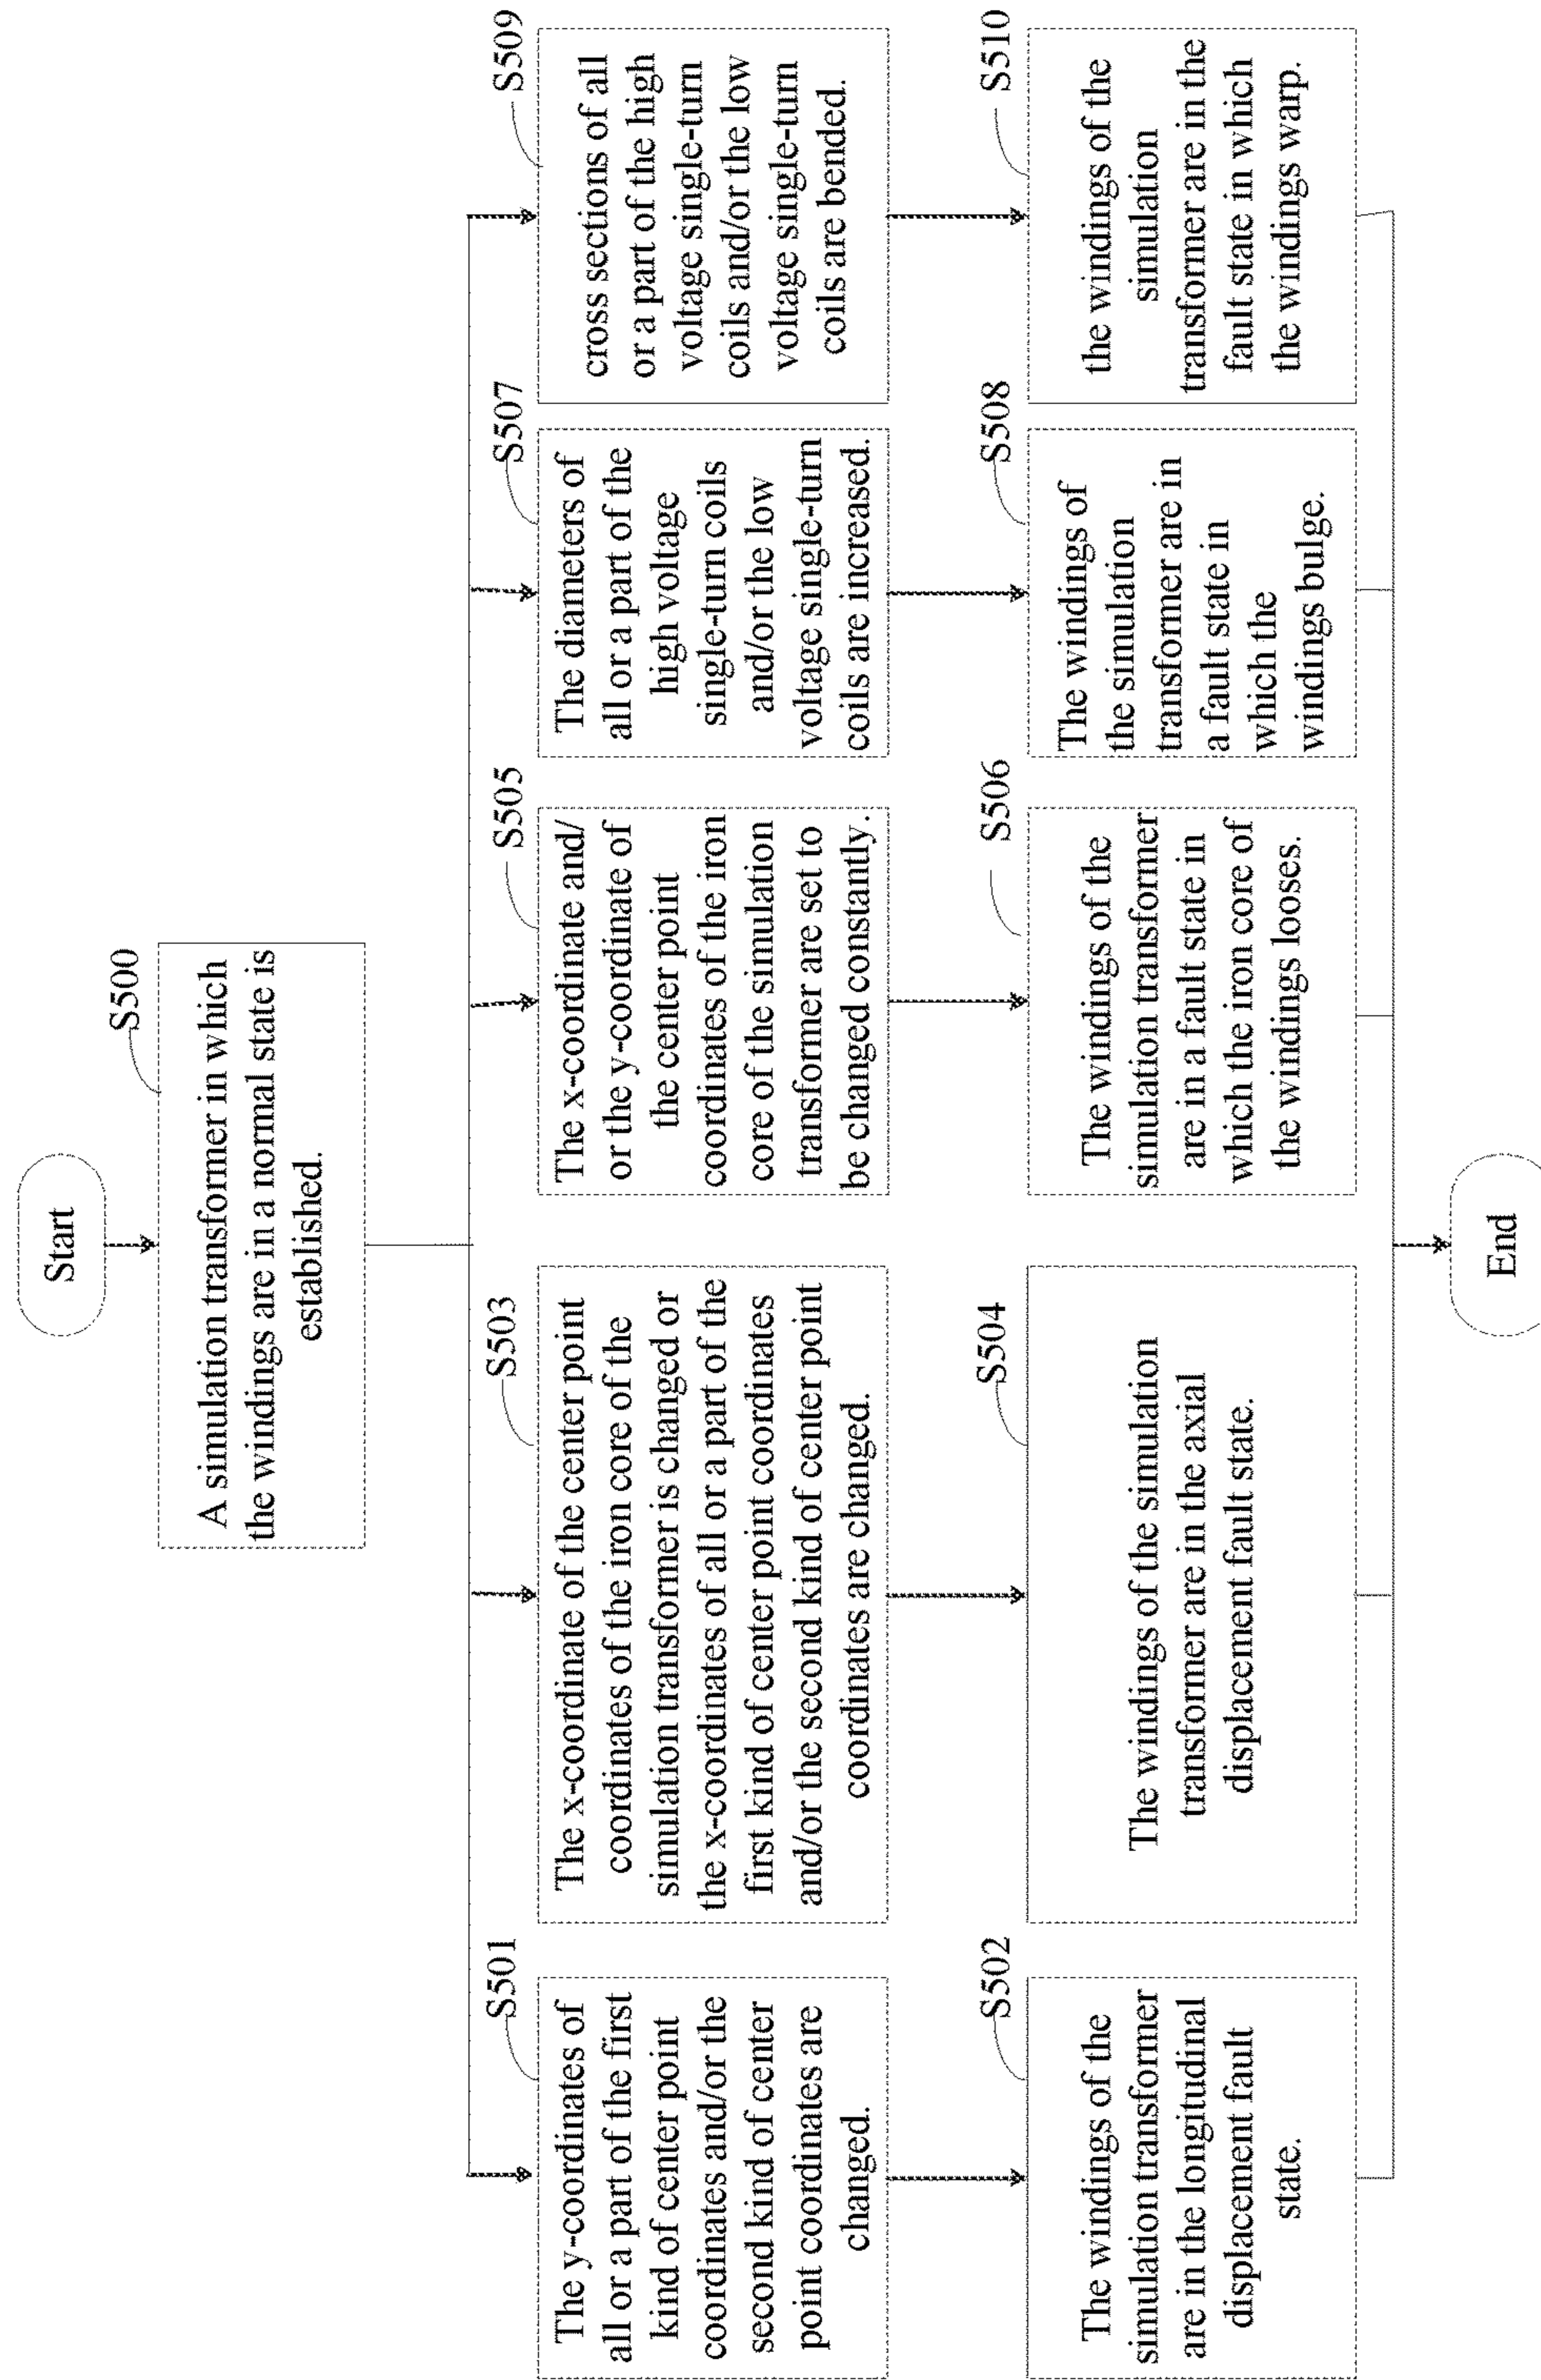 Start
S500
A simulation transformer in which
the windings are in a normal state is
established.
S501
The y-coordinates of
all or a part of the first
kind of center point
coordinates and/or the
second kind of center
point coordinates are
changed.
S503
The x-coordinate of the center point
coordinates of the iron core of the
simulation transformer is changed or
the x-coordinates of all or a part of the
first kind of center point coordinates
and/or the second kind of center point
coordinates are changed.
S505
The x-coordinate and/
or the y-coordinate of
the center point
coordinates of the iron
core of the simulation
transformer are set to
be changed constantly.
S507
The diameters of
all or a part of the
high voltage
single-turn coils
and/or the low
voltage single-turn
coils are increased.
S509
cross sections of all
or a part of the high
voltage single-turn
coils and/or the low
voltage single-turn
coils are bended.
S502
The windings of the
simulation transformer
are in the longitudinal
displacement fault
state.
S504
The windings of the simulation
transformer are in the axial
displacement fault state.
S506
The windings of the
simulation transformer
are in a fault state in
which the iron core of
the windings looses.
S508
The windings of
the simulation
transformer are in
a fault state in
which the
windings bulge.
S510
the windings of the
simulation
transformer are in the
fault state in which
the windings warp.
End